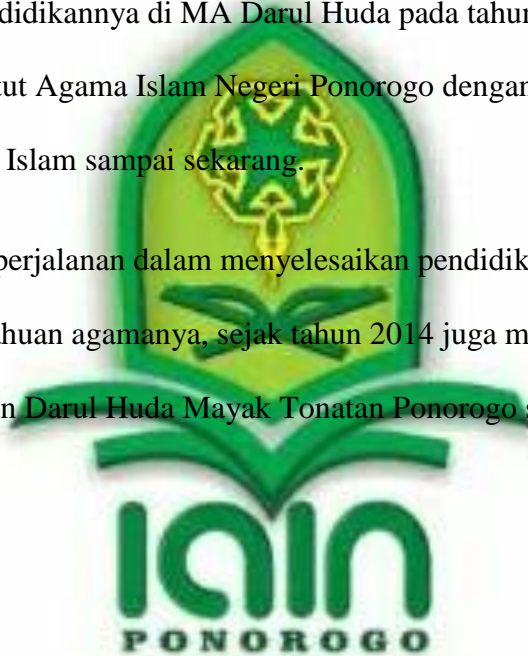 didikannya di MA Darul Huda pada tahun
tut Agama Islam Negeri Ponorogo dengan
Islam sampai sekarang.
perjalanan dalam menyelesaikan pendidik
huan agamanya, sejak tahun 2014 juga m
n Darul Huda Mayak Tonatan Ponorogo s
iain
PONOROGO